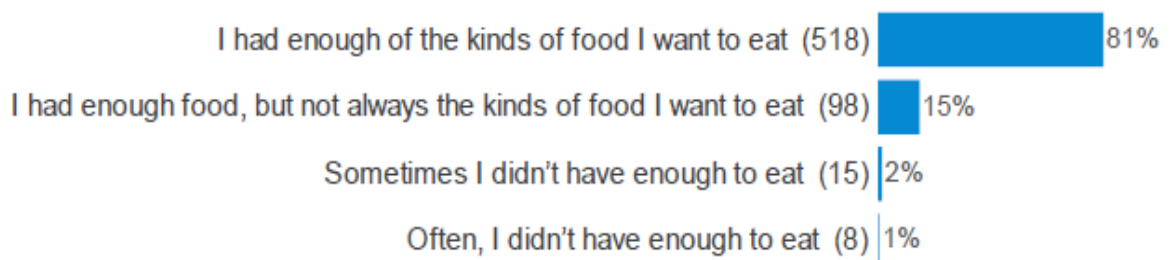 I had enough of the kinds of food I want to eat (518) 81%
I had enough food, but not always the kinds of food I want to eat (98) 15%
Sometimes I didn’t have enough to eat (15) 2%
Often, I didn’t have enough to eat (8) 1%